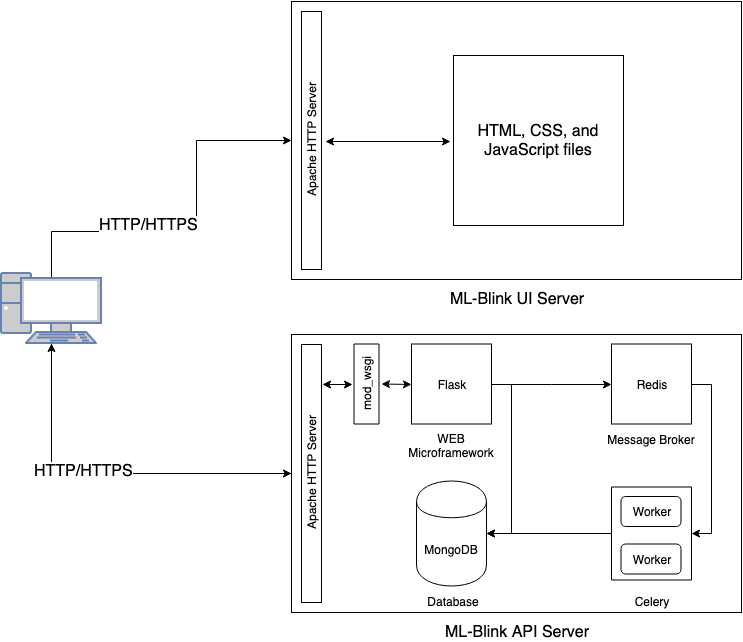 Apache HTTP Server
HTML, CSS, and
JavaScript files
HTTP/HTTPS
ML-Blink UI Server
Apache HTTP Server
mod_wsgi
Flask
Redis
WEB
Microframework
Message Broker
HTTP/HTTPS
MongoDB
Worker
Worker
Database
Celery
ML-Blink API Server